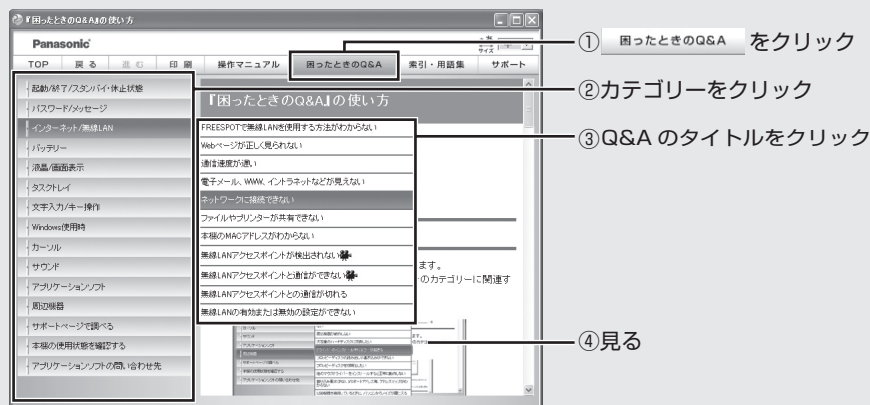 『困ったときのQ&A』の使い方
Panasonic
サイズ 中
TOP 戻る 進む 印刷 操作マニュアル 困ったときのQ&A 索引・用語集 サポート
起動/終了/スタンバイ・休止状態
パスワード/メッセージ
インターネット/無線LAN
バッテリー
液晶/画面表示
タスクトレイ
文字入力/キー操作
Windows使用時
カーソル
サウンド
アプリケーションソフト
周辺機器
サポートページで調べる
本機の使用状態を確認する
アプリケーションソフトの問い合わせ先
『困ったときのQ&A』の使い方
FREESPOTで無線LANを使用する方法がわからない
Webページが正しく見られない
通信速度が遅い
電子メール、WWW、イントラネットなどが見えない
ネットワークに接続できない
ファイルやプリンターが共有できない
本機のMACアドレスがわからない
無線LANアクセスポイントが検出されない
無線LANアクセスポイントと通信ができない
無線LANアクセスポイントとの通信が切れる
無線LANの有効または無効の設定ができない
ます。
のカテゴリーに関連す
① 困ったときのQ&A をクリック
②カテゴリーをクリック
③Q&A のタイトルをクリック
④見る